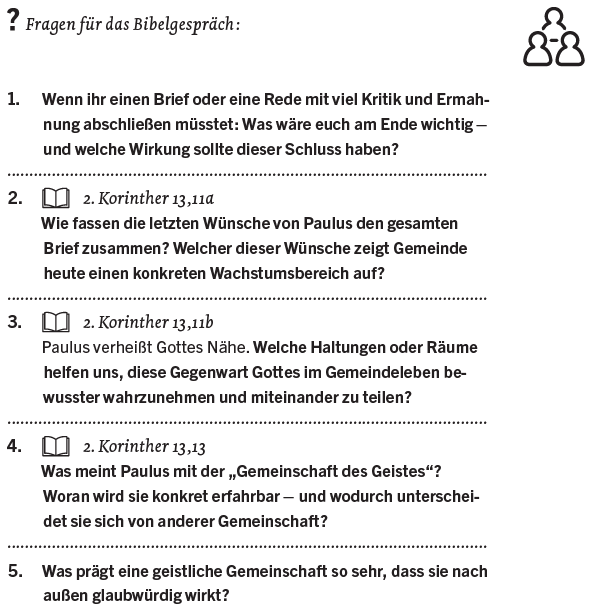 ? Fragen für das Bibelgespräch:
1. Wenn ihr einen Brief oder eine Rede mit viel Kritik und Ermah-
nung abschließen müsstet: Was wäre euch am Ende wichtig –
und welche Wirkung sollte dieser Schluss haben?
2. 2. Korinther 13,11a
Wie fassen die letzten Wünsche von Paulus den gesamten
Brief zusammen? Welcher dieser Wünsche zeigt Gemeinde
heute einen konkreten Wachstumsbereich auf?
3. 2. Korinther 13,11b
Paulus verheißt Gottes Nähe. Welche Haltungen oder Räume
helfen uns, diese Gegenwart Gottes im Gemeindeleben be-
wusster wahrzunehmen und miteinander zu teilen?
4. 2. Korinther 13,13
Was meint Paulus mit der „Gemeinschaft des Geistes“?
Woran wird sie konkret erfahrbar – und wodurch unterschei-
det sie sich von anderer Gemeinschaft?
5. Was prägt eine geistliche Gemeinschaft so sehr, dass sie nach
außen glaubwürdig wirkt?